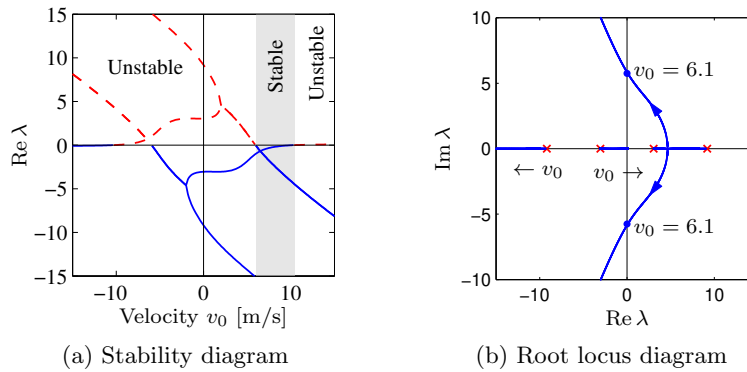 15
10
5
0
−5
−10
−15
−10
0
10
Re λ
Velocity v₀ [m/s]
Unstable
Stable
Unstable
(a) Stability diagram
10
5
0
−5
−10
−10
0
10
Im λ
Re λ
v₀ = 6.1
← v₀
v₀ →
v₀ = 6.1
(b) Root locus diagram